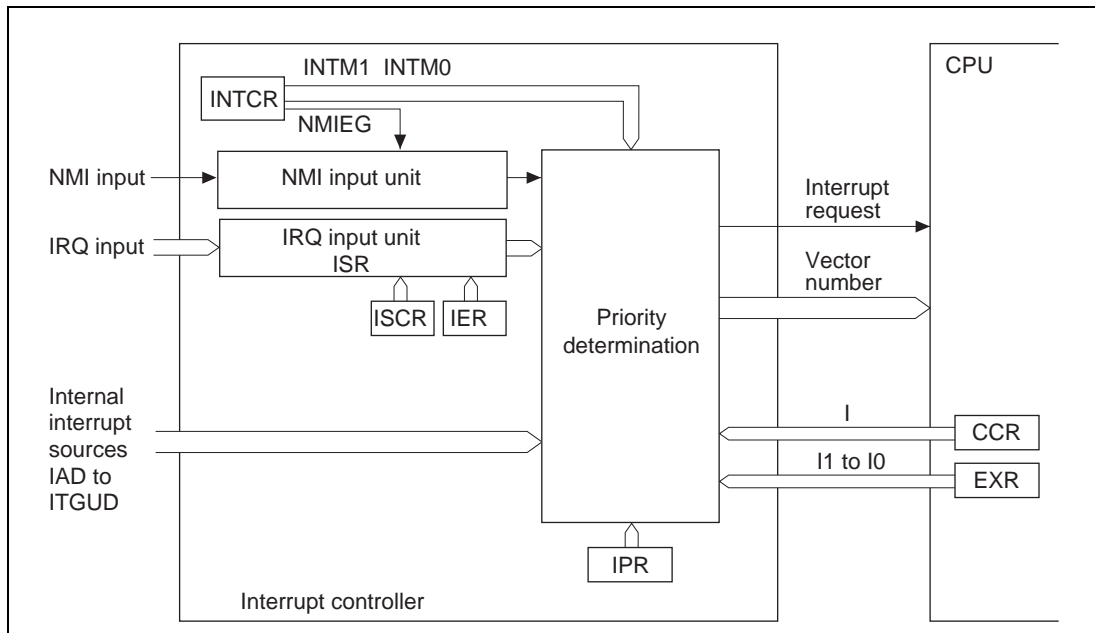 INTM1 INTM0
CPU
INTCR
NMIEG
NMI input
NMI input unit
Interrupt
request
IRQ input
IRQ input unit
ISR
Vector
number
ISCR
IER
Priority
determination
Internal
interrupt
sources
IAD to
ITGUD
I
CCR
I1 to I0
EXR
IPR
Interrupt controller